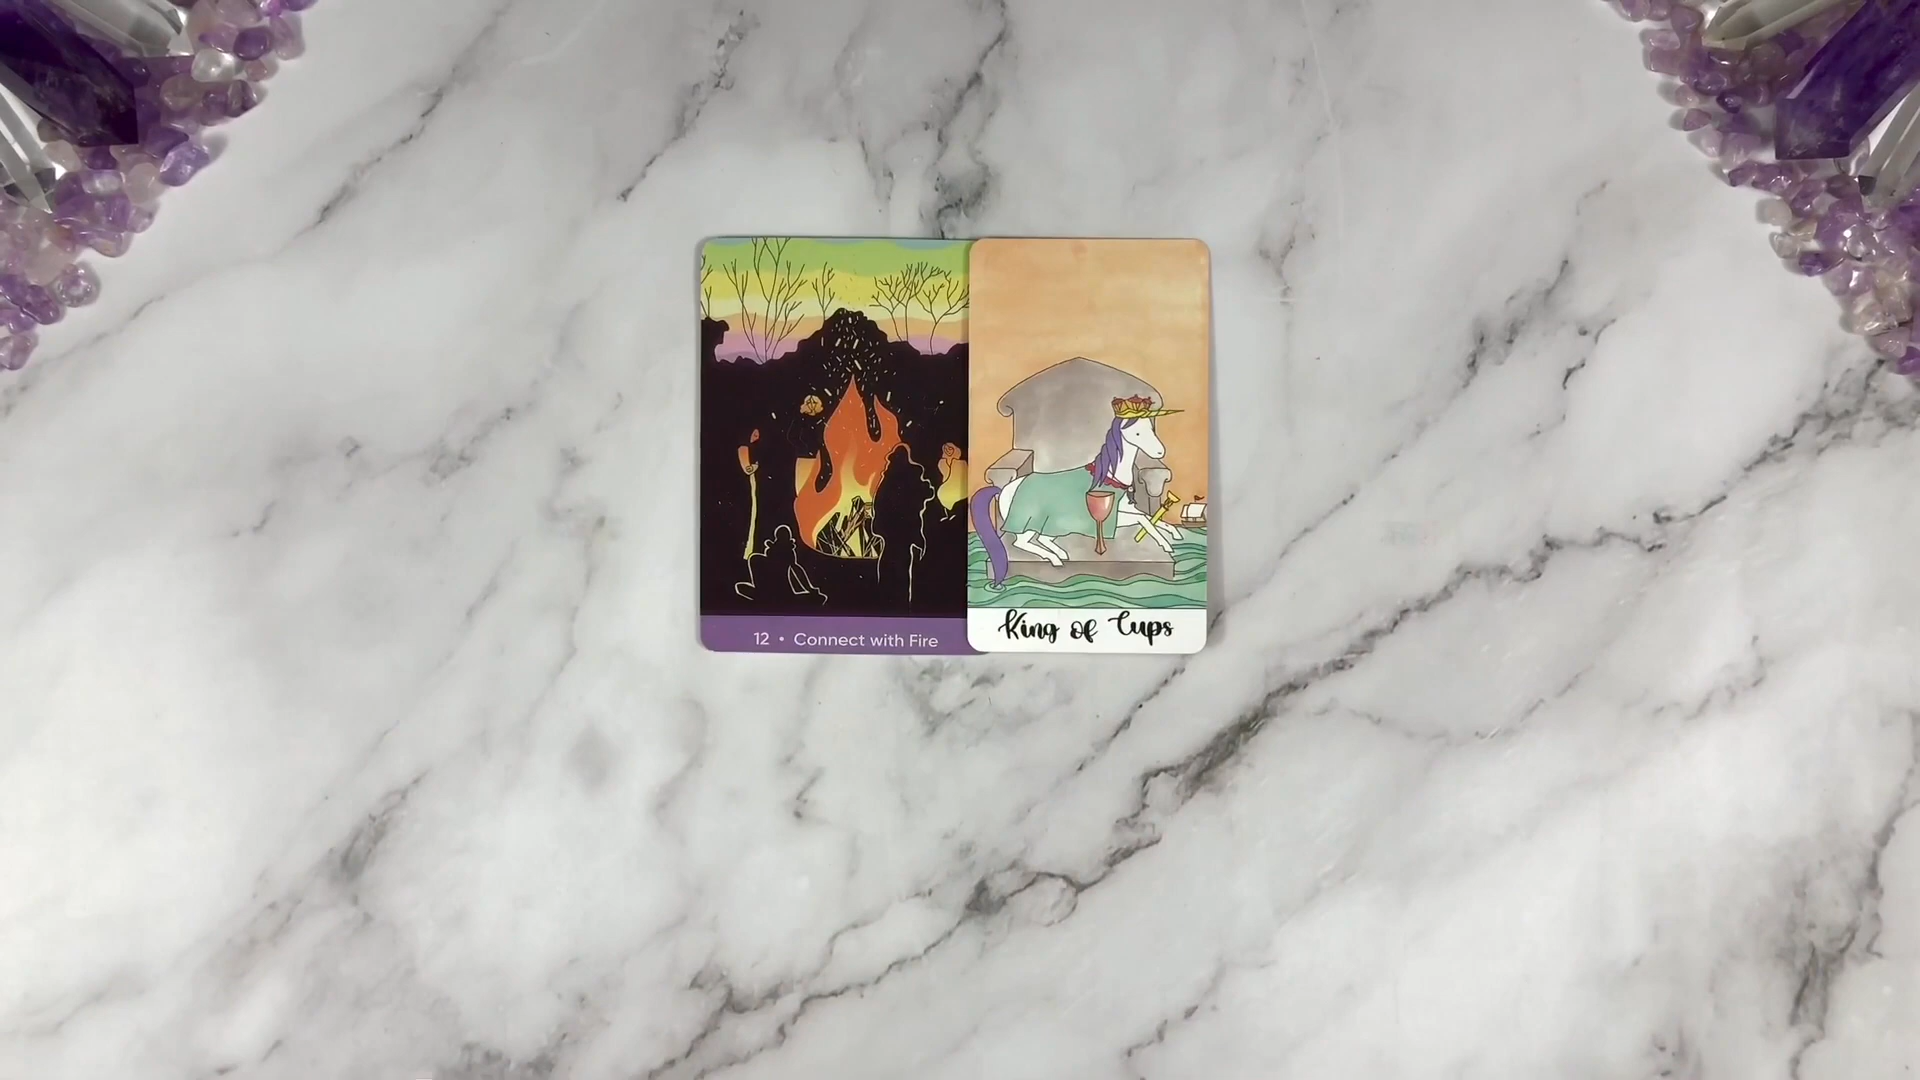 12 • Connect with Fire
King of Cups